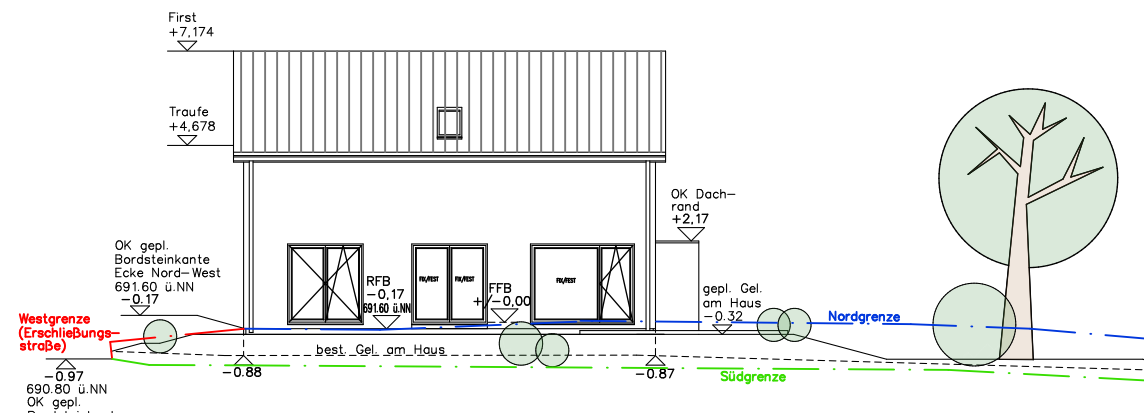 First
+7,174
Traufe
+4,678
OK Dach-
rand
+2,17
OK gepl.
Bordsteinkante
Ecke Nord-West
691.60 ü.NN
-0.17
RFB
-0,17
691.60 ü.NN
FFB
+/-0,00
FIX/FEST
FIX/FEST
FIX/FEST
gepl. Gel.
am Haus
-0.32
Nordgrenze
Westgrenze
(Erschließungs-
straße)
best. Gel. am Haus
-0.88
-0.87
Südgrenze
-0.97
690.80 ü.NN
OK gepl.